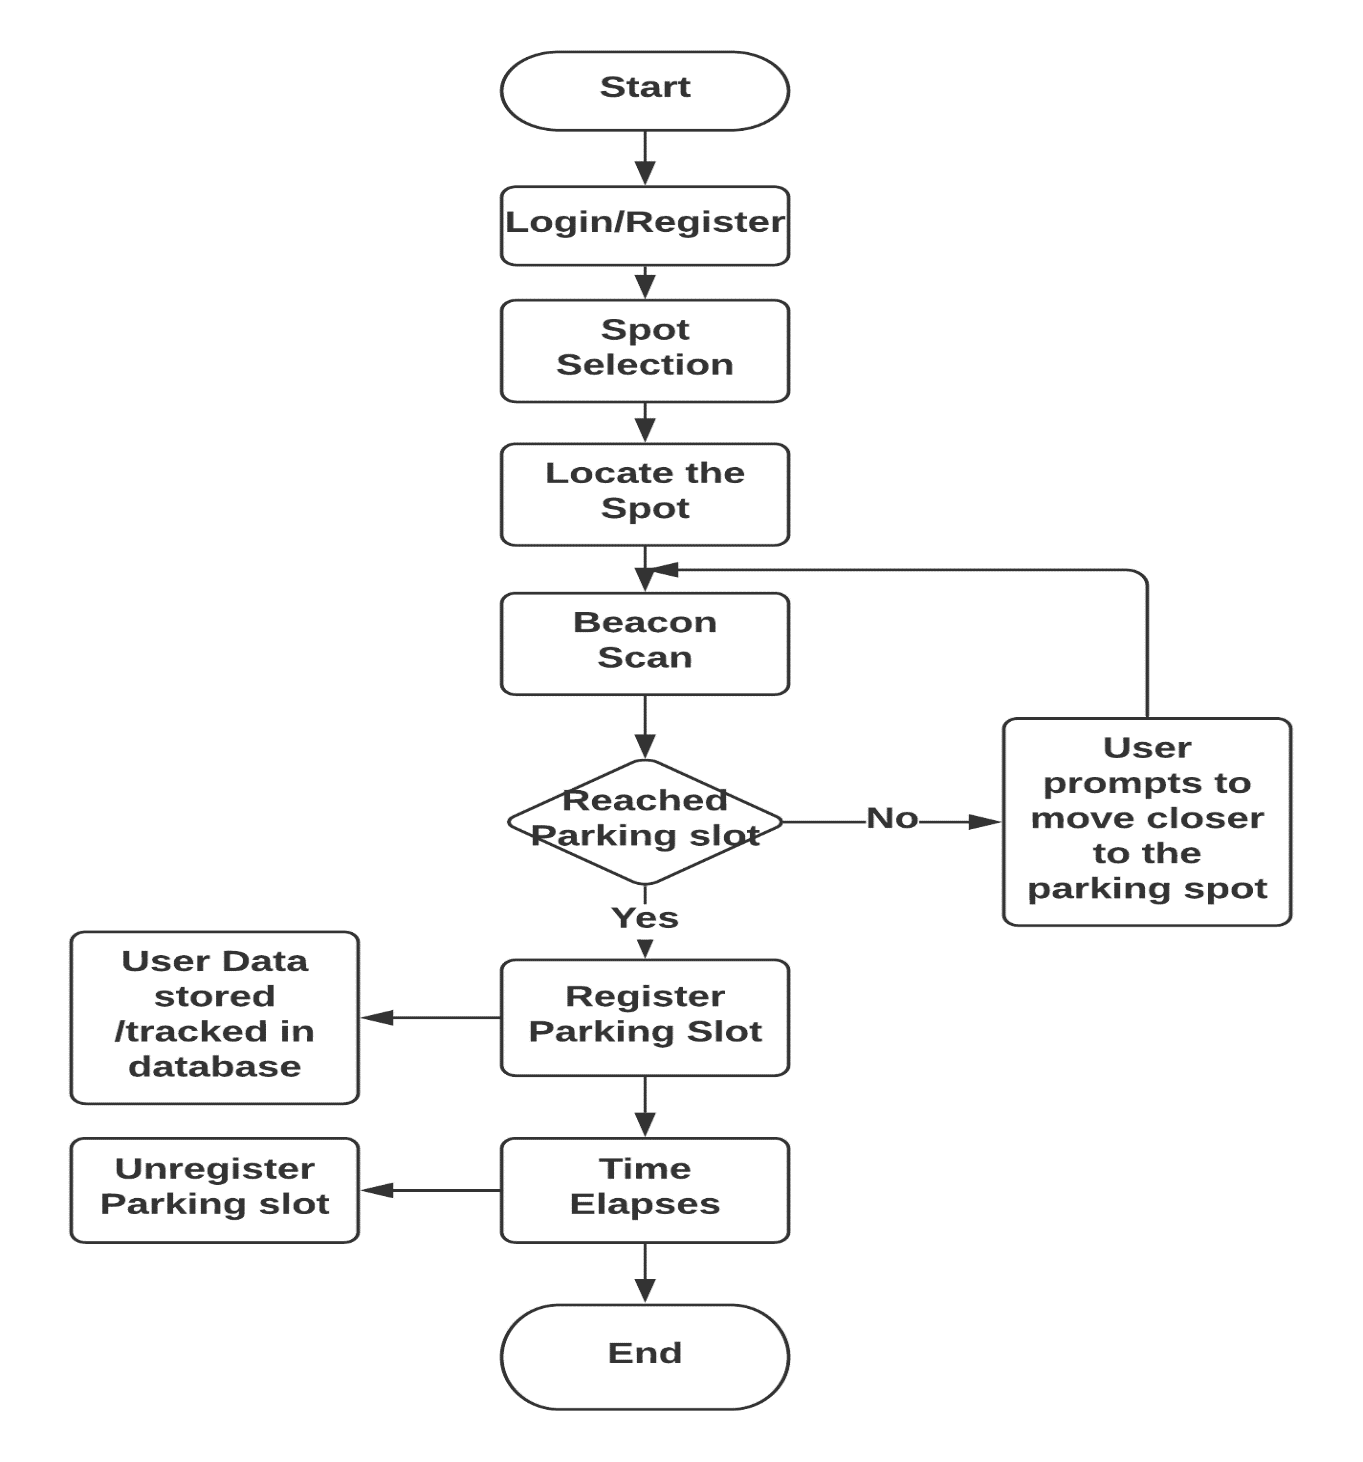 Start
Login/Register
Spot
Selection
Locate the
Spot
Beacon
Scan
Reached
Parking slot
No
User
prompts to
move closer
to the
parking spot
Yes
Register
Parking Slot
User Data
stored
/tracked in
database
Time
Elapses
Unregister
Parking slot
End